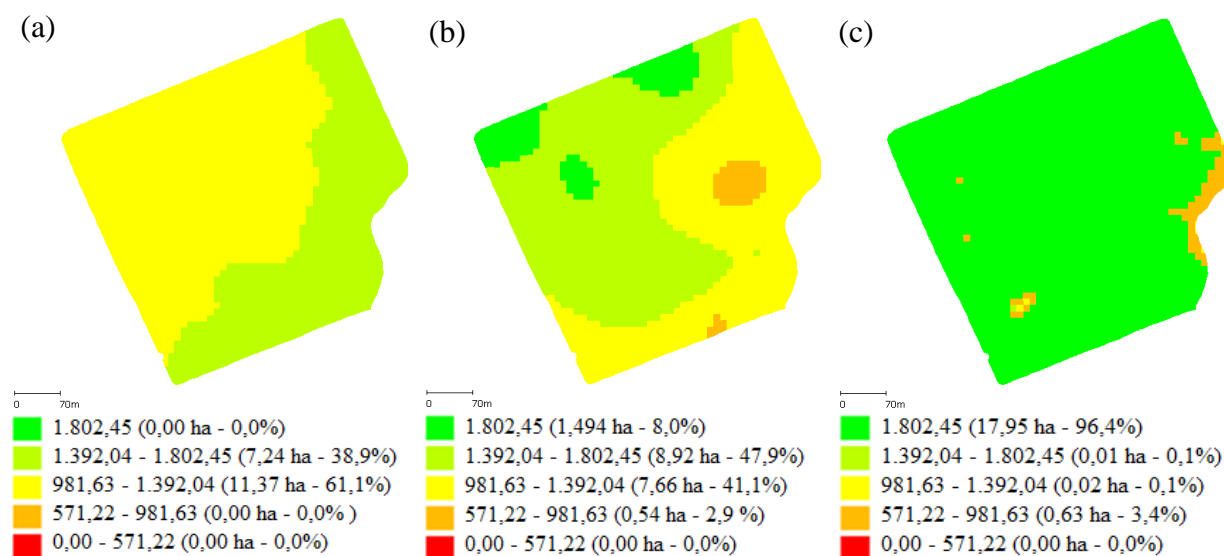 (a)
(b)
(c)
0 70m
0 70m
0 70m
1.802,45 (0,00 ha - 0,0%)
1.392,04 - 1.802,45 (7,24 ha - 38,9%)
981,63 - 1.392,04 (11,37 ha - 61,1%)
571,22 - 981,63 (0,00 ha - 0,0% )
0,00 - 571,22 (0,00 ha - 0,0%)
1.802,45 (1,494 ha - 8,0%)
1.392,04 - 1.802,45 (8,92 ha - 47,9%)
981,63 - 1.392,04 (7,66 ha - 41,1%)
571,22 - 981,63 (0,54 ha - 2,9 %)
0,00 - 571,22 (0,00 ha - 0,0%)
1.802,45 (17,95 ha - 96,4%)
1.392,04 - 1.802,45 (0,01 ha - 0,1%)
981,63 - 1.392,04 (0,02 ha - 0,1%)
571,22 - 981,63 (0,63 ha - 3,4%)
0,00 - 571,22 (0,00 ha - 0,0%)